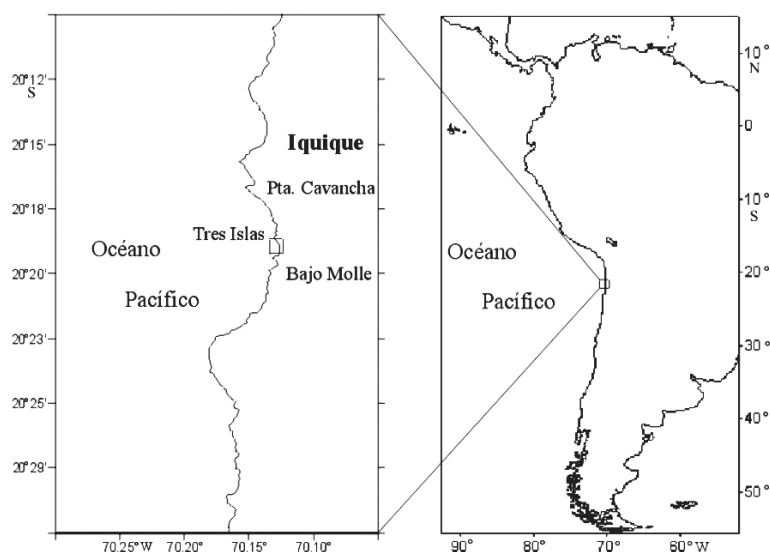 20°12'
S
20°15'
20°18'
20°20'
20°23'
20°25'
20°29'
70.25°W
70.20
70.15
70.10
Iquique
Pta. Cavancha
Tres Islas
Océano
Pacífico
Bajo Molle
Océano
Pacífico
10°
N
0
10°
S
20°
30°
40°
50°
90°
80°
70°
60°W